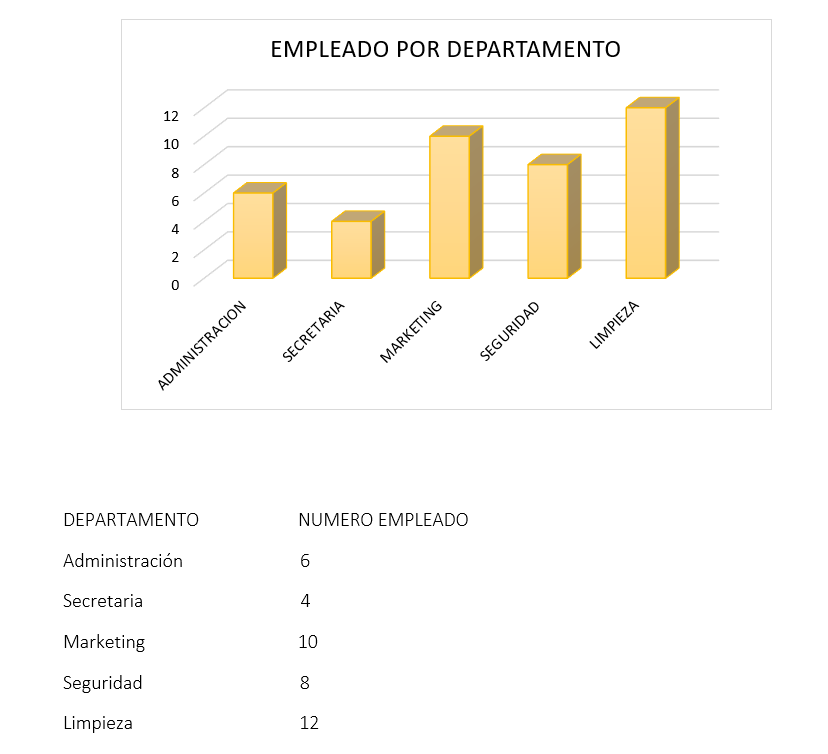 EMPLEADO POR DEPARTAMENTO
12
10
8
6
4
2
0
ADMINISTRACION
SECRETARIA
MARKETING
SEGURIDAD
LIMPIEZA
DEPARTAMENTO NUMERO EMPLEADO
Administración 6
Secretaria 4
Marketing 10
Seguridad 8
Limpieza 12